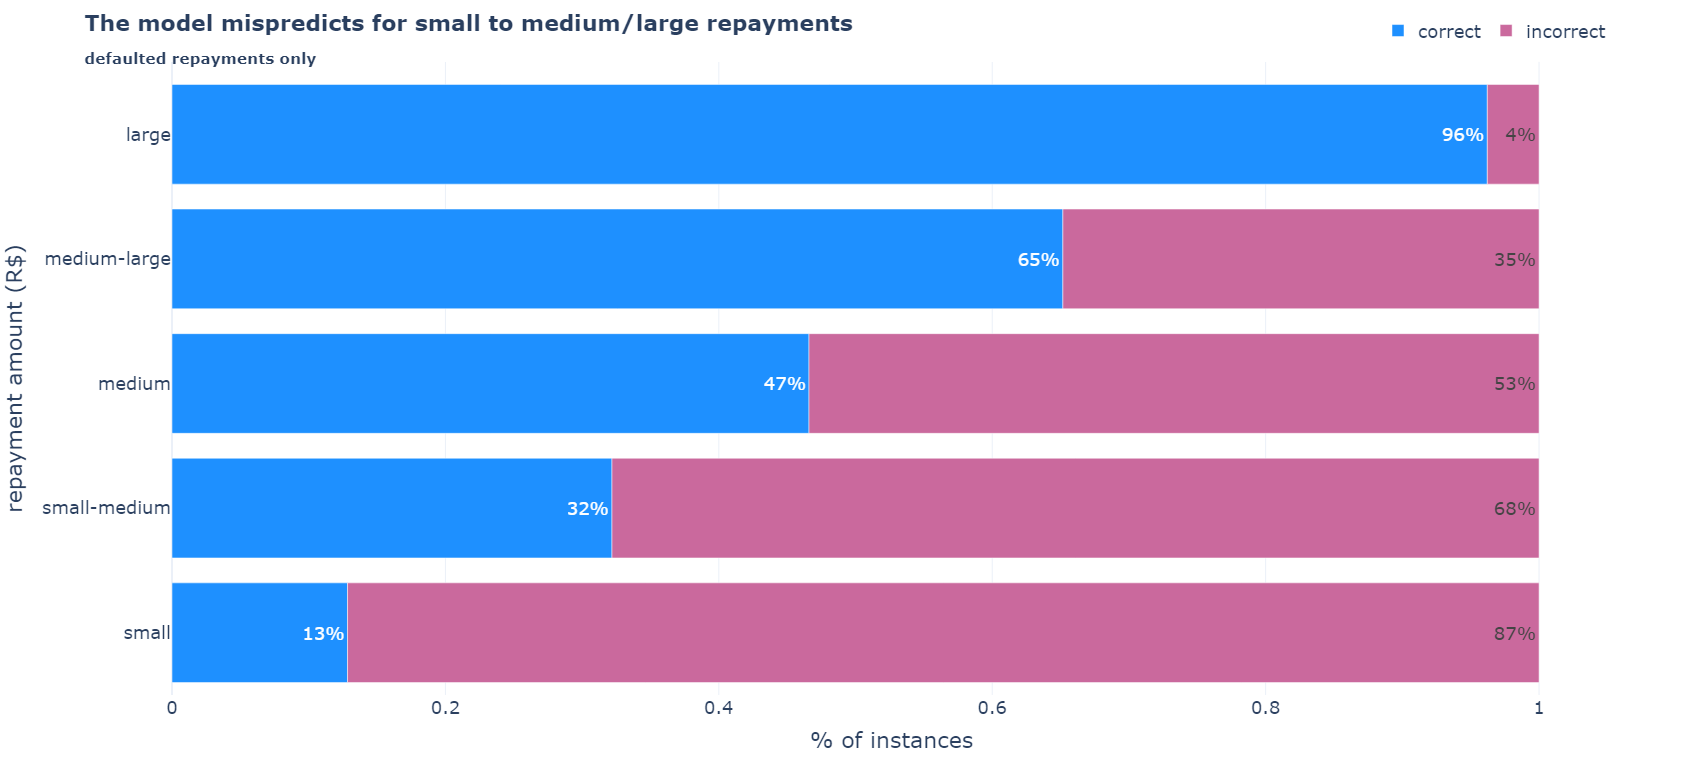 The model mispredicts for small to medium/large repayments
defaulted repayments only
correct
incorrect
repayment amount (R$)
large
96%
4%
medium-large
65%
35%
medium
47%
53%
small-medium
32%
68%
small
13%
87%
0
0.2
0.4
0.6
0.8
1
% of instances